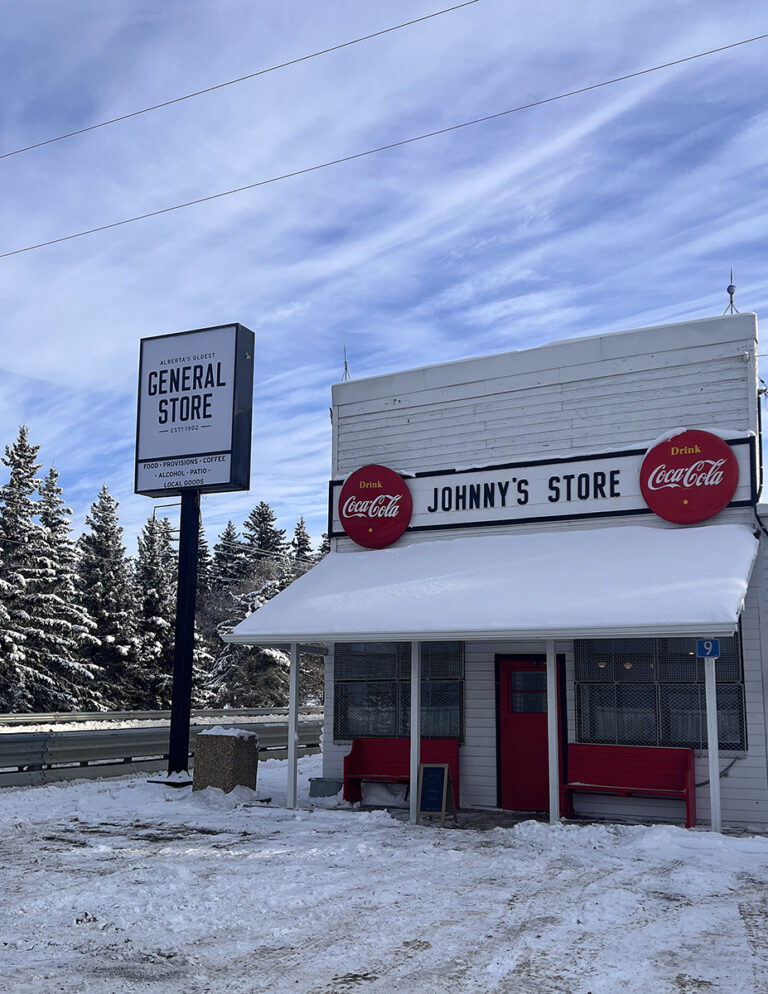 ALBERTA'S OLDEST
GENERAL
STORE
ESTD 1902
FOOD · PROVISIONS · COFFEE
· ALCOHOL · PATIO ·
LOCAL GOODS
Drink
Coca-Cola
JOHNNY'S STORE
Drink
Coca-Cola
9